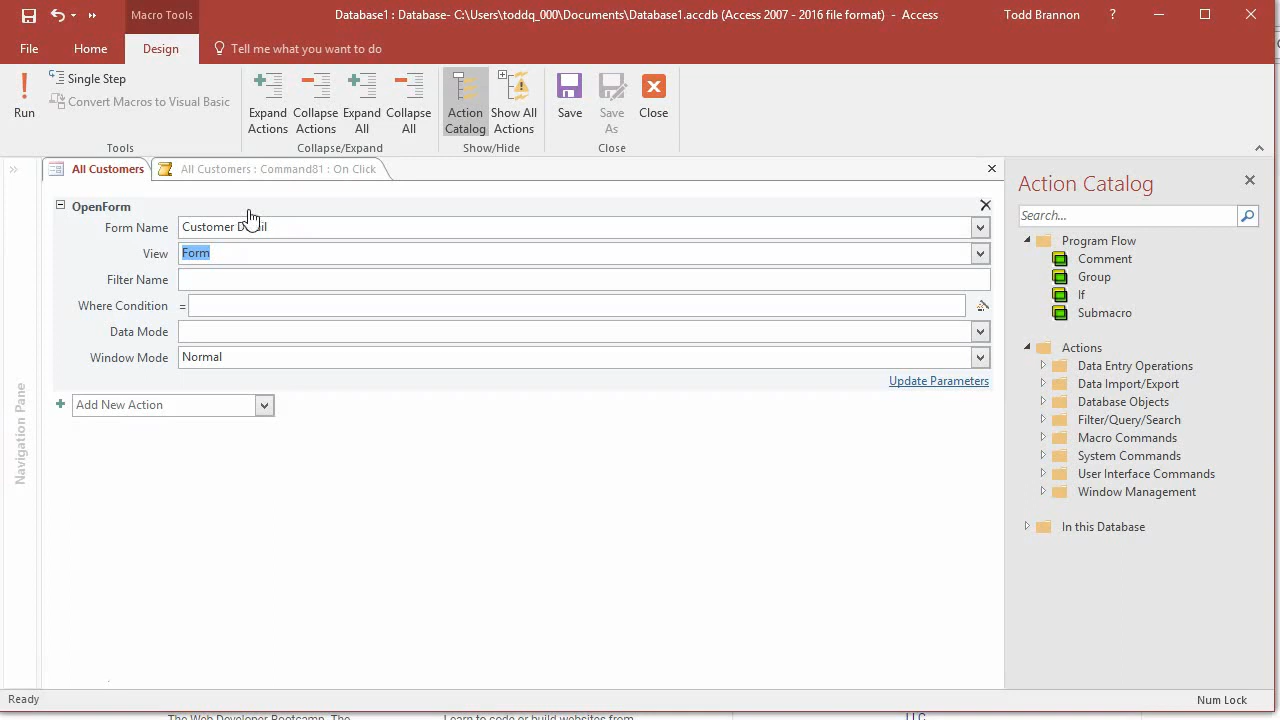 Macro Tools
Database1 : Database- C:\Users\toddq_000\Documents\Database1.accdb (Access 2007 - 2016 file format) - Access
Todd Brannon
?
File
Home
Design
Tell me what you want to do
Run
Single Step
Convert Macros to Visual Basic
Tools
Expand Actions
Collapse Actions
Expand All
Collapse All
Collapse/Expand
Action Catalog
Show All Actions
Show/Hide
Save
Save As
Close
Close
All Customers
All Customers : Command81 : On Click
OpenForm
Form Name
Customer
View
Form
Filter Name
Where Condition
=
Data Mode
Window Mode
Normal
Update Parameters
Add New Action
Navigation Pane
Action Catalog
Search...
Program Flow
Comment
Group
If
Submacro
Actions
Data Entry Operations
Data Import/Export
Database Objects
Filter/Query/Search
Macro Commands
System Commands
User Interface Commands
Window Management
In this Database
Ready
Num Lock
The Web Developer Bootcamp. The
Learn to code or build websites from
LLC